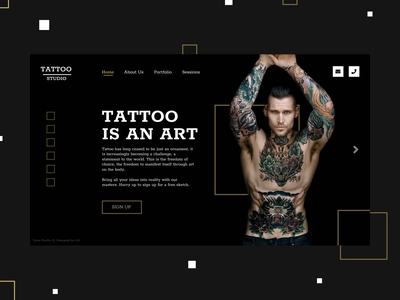 TATTOO
STUDIO
Home
About Us
Portfolio
Sessions
TATTOO
IS AN ART
Tattoo has long ceased to be just an ornament, it
is increasingly becoming a challenge, a
statement to the world. This is the freedom of
choice, the freedom to manifest itself through art
on the body.
Bring all your ideas into reality with our
masters. Hurry up to sign up for a free sketch.
SIGN UP